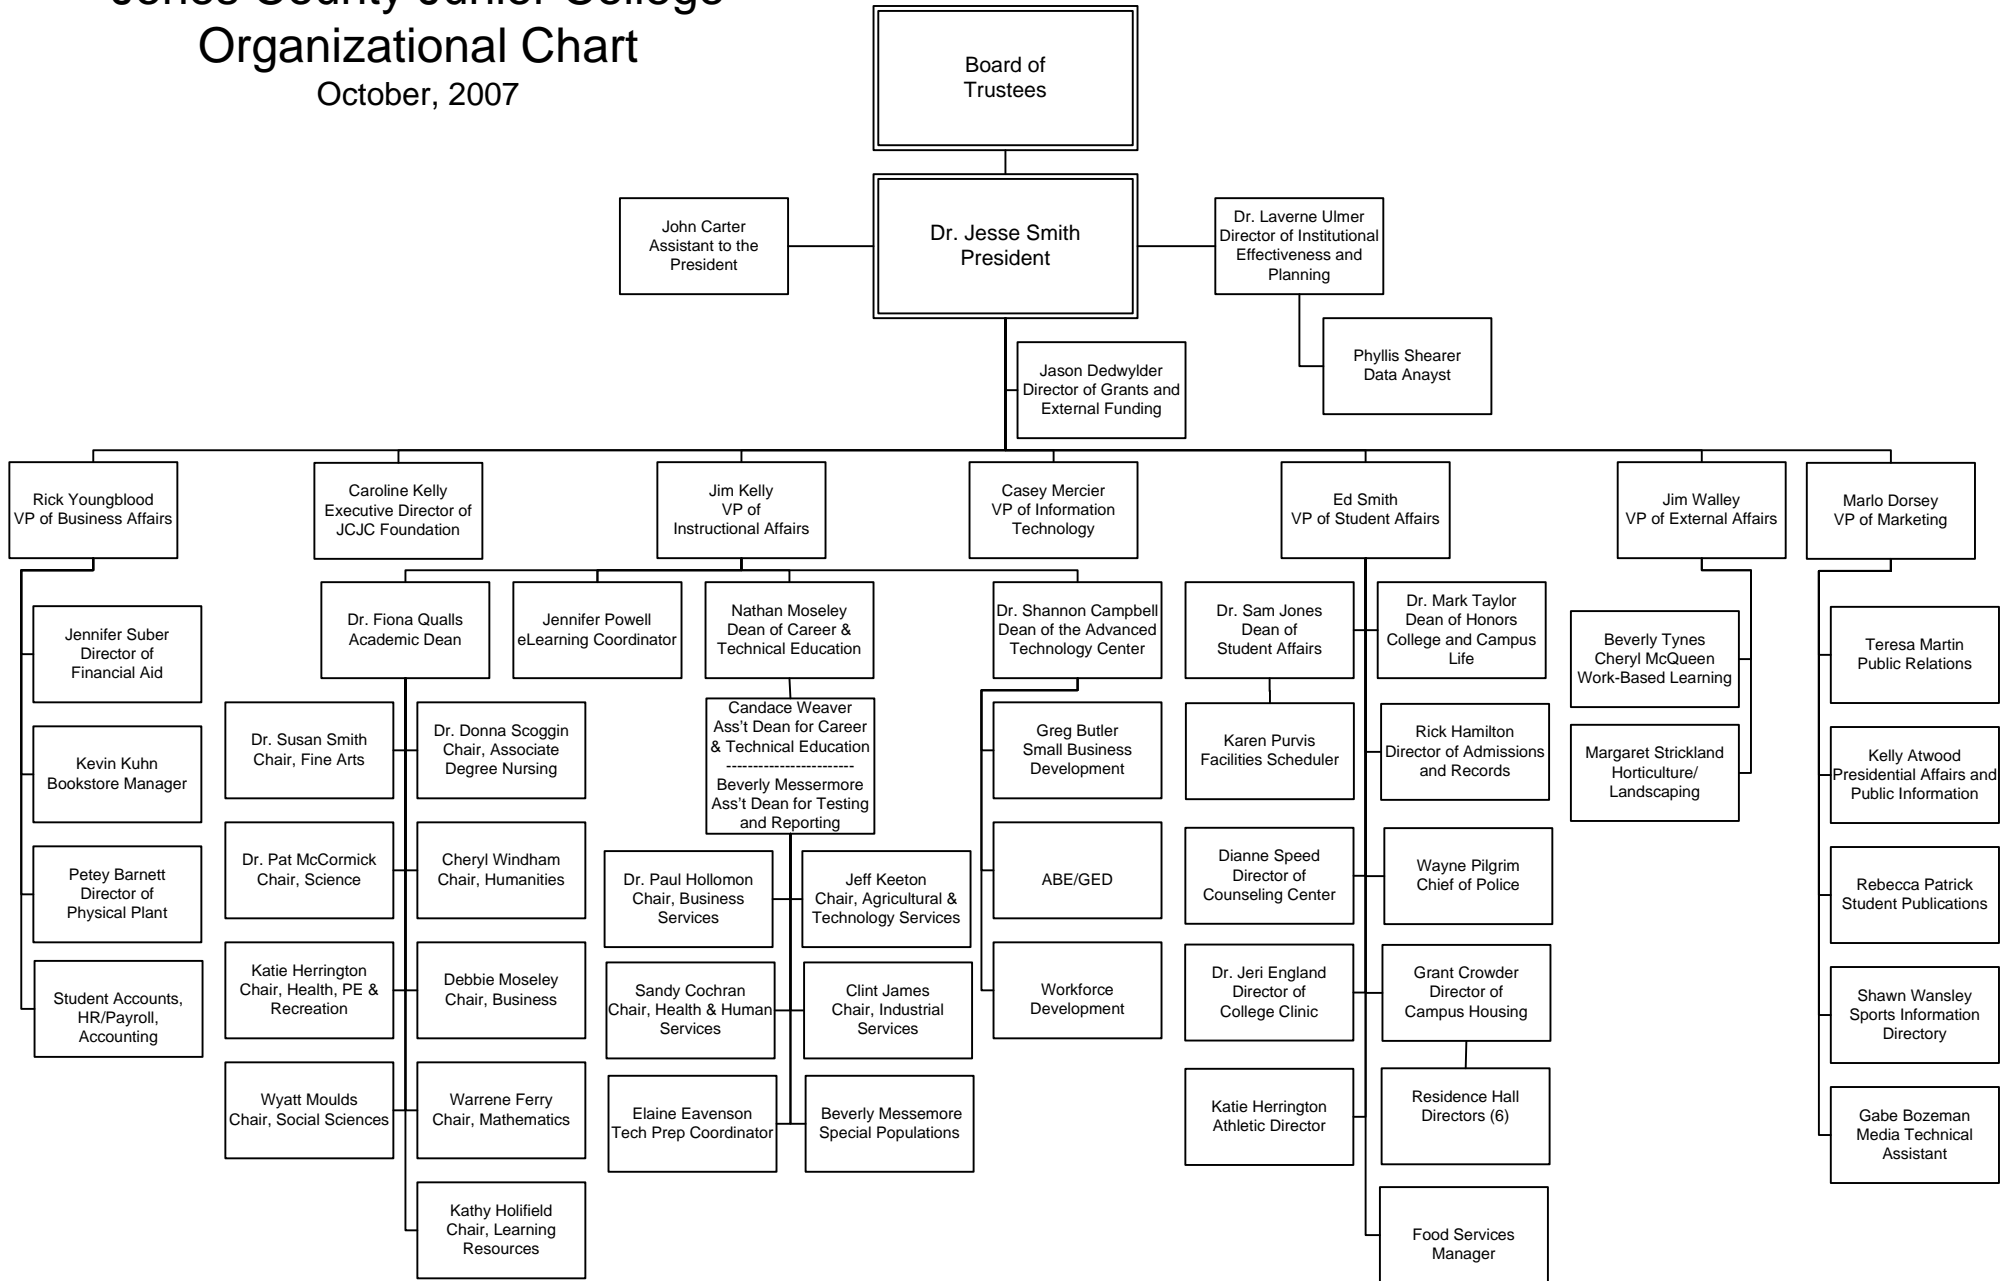 Jones County Junior College
Organizational Chart
October, 2007
Board of
Trustees
Dr. Jesse Smith
President
John Carter
Assistant to the
President
Dr. Laverne Ulmer
Director of Institutional
Effectiveness and
Planning
Phyllis Shearer
Data Anayst
Jason Dedwylder
Director of Grants and
External Funding
Rick Youngblood
VP of Business Affairs
Caroline Kelly
Executive Director of
JCJC Foundation
Jim Kelly
VP of
Instructional Affairs
Casey Mercier
VP of Information
Technology
Ed Smith
VP of Student Affairs
Jim Walley
VP of External Affairs
Marlo Dorsey
VP of Marketing
Jennifer Suber
Director of
Financial Aid
Kevin Kuhn
Bookstore Manager
Petey Barnett
Director of
Physical Plant
Student Accounts,
HR/Payroll,
Accounting
Dr. Fiona Qualls
Academic Dean
Jennifer Powell
eLearning Coordinator
Nathan Moseley
Dean of Career &
Technical Education
Dr. Shannon Campbell
Dean of the Advanced
Technology Center
Dr. Susan Smith
Chair, Fine Arts
Dr. Donna Scoggin
Chair, Associate
Degree Nursing
Dr. Pat McCormick
Chair, Science
Cheryl Windham
Chair, Humanities
Katie Herrington
Chair, Health, PE &
Recreation
Debbie Moseley
Chair, Business
Wyatt Moulds
Chair, Social Sciences
Warrene Ferry
Chair, Mathematics
Kathy Holifield
Chair, Learning
Resources
Candace Weaver
Ass't Dean for Career
& Technical Education
------------------------
Beverly Messermore
Ass't Dean for Testing
and Reporting
Dr. Paul Hollomon
Chair, Business
Services
Jeff Keeton
Chair, Agricultural &
Technology Services
Sandy Cochran
Chair, Health & Human
Services
Clint James
Chair, Industrial
Services
Elaine Eavenson
Tech Prep Coordinator
Beverly Messemore
Special Populations
Greg Butler
Small Business
Development
ABE/GED
Workforce
Development
Dr. Sam Jones
Dean of
Student Affairs
Dr. Mark Taylor
Dean of Honors
College and Campus
Life
Karen Purvis
Facilities Scheduler
Rick Hamilton
Director of Admissions
and Records
Dianne Speed
Director of
Counseling Center
Wayne Pilgrim
Chief of Police
Dr. Jeri England
Director of
College Clinic
Grant Crowder
Director of
Campus Housing
Katie Herrington
Athletic Director
Residence Hall
Directors (6)
Food Services
Manager
Beverly Tynes
Cheryl McQueen
Work-Based Learning
Margaret Strickland
Horticulture/
Landscaping
Teresa Martin
Public Relations
Kelly Atwood
Presidential Affairs and
Public Information
Rebecca Patrick
Student Publications
Shawn Wansley
Sports Information
Directory
Gabe Bozeman
Media Technical
Assistant